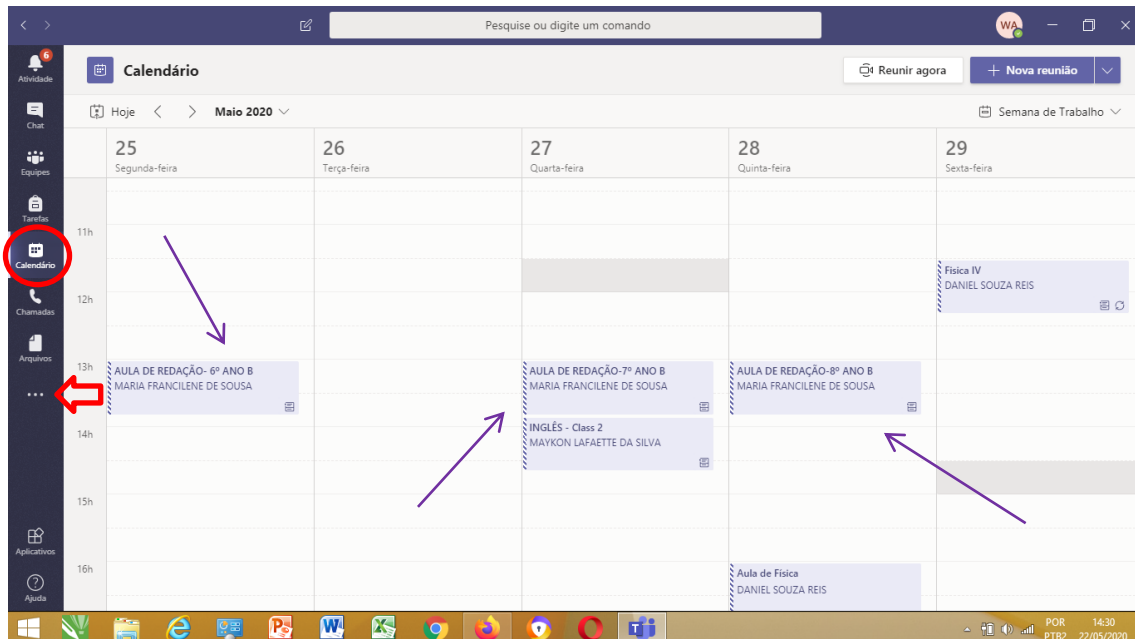 Pesquise ou digite um comando
WA
6
Atividade
Chat
Equipes
Tarefas
Calendário
Chamadas
Arquivos
Aplicativos
Ajuda
Calendário
Reunir agora
+ Nova reunião
Hoje
Maio 2020
Semana de Trabalho
25
Segunda-feira
26
Terça-feira
27
Quarta-feira
28
Quinta-feira
29
Sexta-feira
11h
12h
13h
14h
15h
16h
AULA DE REDAÇÃO- 6º ANO B
MARIA FRANCILENE DE SOUSA
AULA DE REDAÇÃO-7º ANO B
MARIA FRANCILENE DE SOUSA
INGLÊS - Class 2
MAYKON LAFAETTE DA SILVA
AULA DE REDAÇÃO-8º ANO B
MARIA FRANCILENE DE SOUSA
Aula de Física
DANIEL SOUZA REIS
Física IV
DANIEL SOUZA REIS
POR
PTB2
14:30
22/05/2020